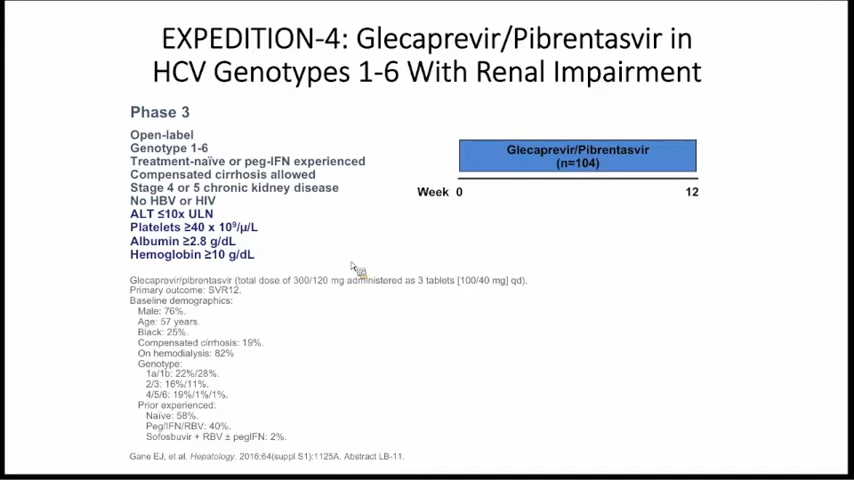 EXPEDITION-4: Glecaprevir/Pibrentasvir in
HCV Genotypes 1-6 With Renal Impairment
Phase 3
Open-label
Genotype 1-6
Treatment-naïve or peg-IFN experienced
Compensated cirrhosis allowed
Stage 4 or 5 chronic kidney disease
No HBV or HIV
ALT ≤10x ULN
Platelets ≥40 x 10⁹/µ/L
Albumin ≥2.8 g/dL
Hemoglobin ≥10 g/dL
Glecaprevir/Pibrentasvir
(n=104)
Week 0 12
Glecaprevir/pibrentasvir (total dose of 300/120 mg administered as 3 tablets [100/40 mg] qd).
Primary outcome: SVR12.
Baseline demographics:
Male: 76%.
Age: 57 years.
Black: 25%.
Compensated cirrhosis: 19%.
On hemodialysis: 82%
Genotype:
1a/1b: 22%/28%.
2/3: 16%/11%.
4/5/6: 19%/1%/1%.
Prior experienced:
Naïve: 58%.
Peg/IFN/RBV: 40%.
Sofosbuvir + RBV ± pegIFN: 2%.
Gane EJ, et al. Hepatology. 2016;64(suppl S1):1125A. Abstract LB-11.